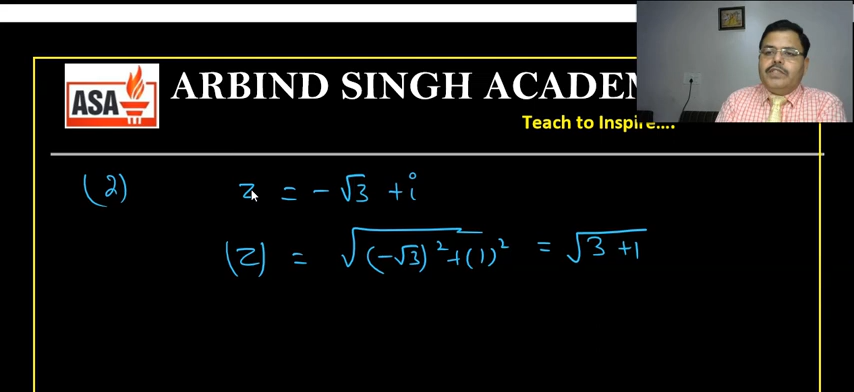 ASA
ARBIND SINGH ACADEM
Teach to Inspire....
(2) z = -√3 + i
|z| = √((-√3)² + (1)²) = √(3 + 1)